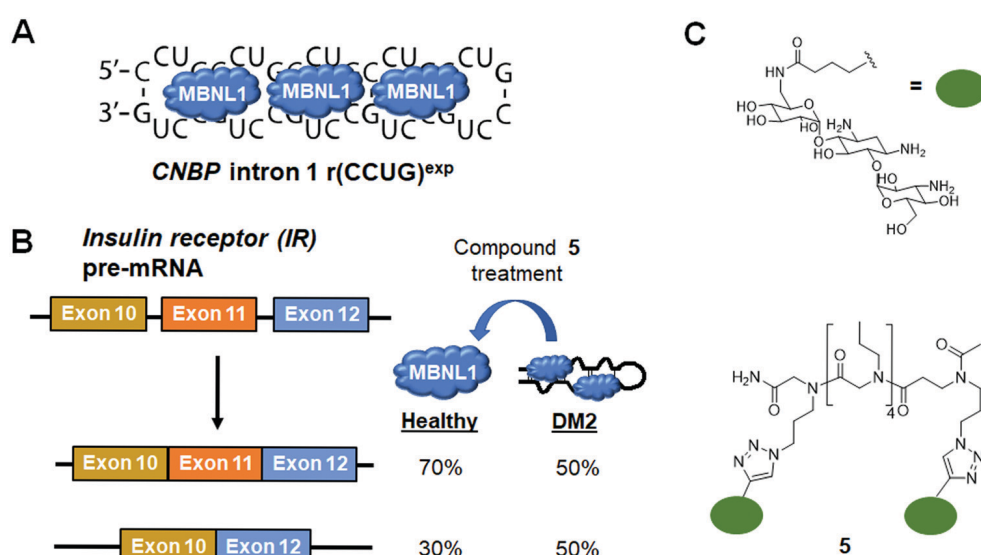 A
5′–C CU G CU G CU G CU G
MBNL1 MBNL1 MBNL1
3′–G UC C UC C UC C UC C
CNBP intron 1 r(CCUG)exp
B
Insulin receptor (IR)
pre-mRNA
Exon 10 Exon 11 Exon 12
Compound 5
treatment
MBNL1
Healthy DM2
Exon 10 Exon 11 Exon 12 70% 50%
Exon 10 Exon 12 30% 50%
C
O
HN
=
HO
O
HO
HO
HO
H2N
O
O
NH2
HO
O
HO
NH2
O
HO
OH
HO
O
O
O
H2N
N
N
N
4
O
N
N
N
N
N
N
5